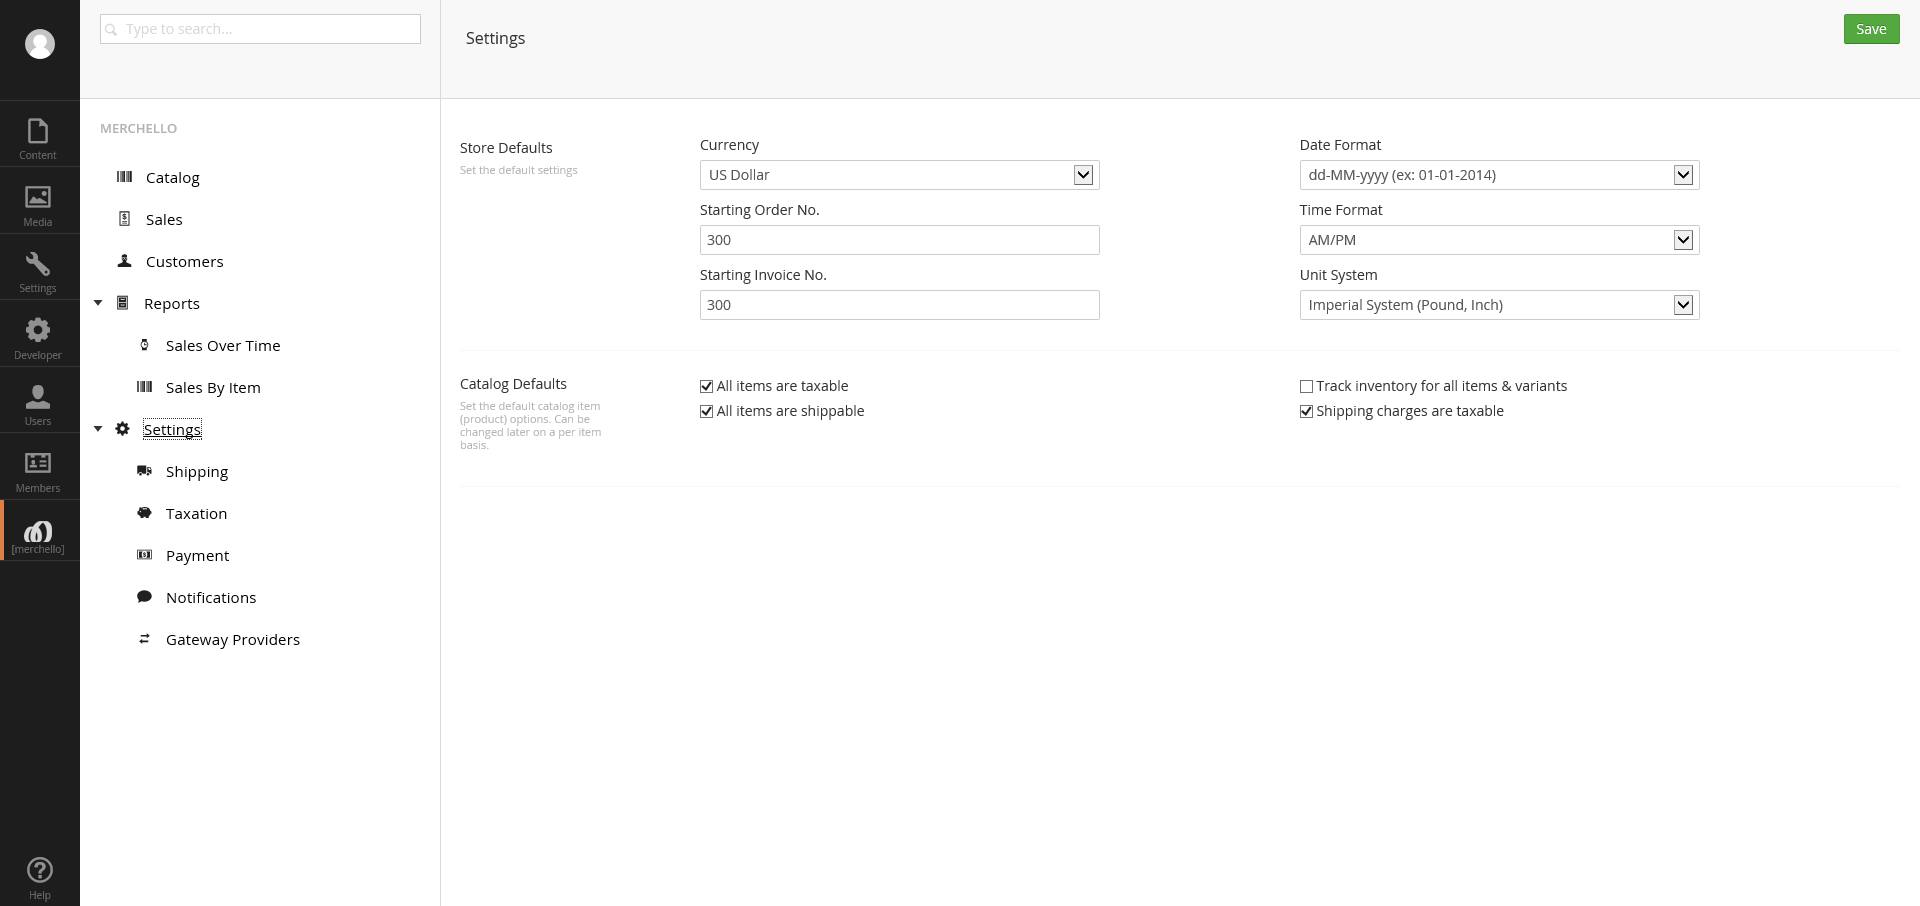 Content
Media
Settings
Developer
Users
Members
[merchello]
Help
Type to search...
MERCHELLO
Catalog
Sales
Customers
Reports
Sales Over Time
Sales By Item
Settings
Shipping
Taxation
Payment
Notifications
Gateway Providers
Settings
Save
Store Defaults
Set the default settings
Currency
US Dollar
Starting Order No.
300
Starting Invoice No.
300
Date Format
dd-MM-yyyy (ex: 01-01-2014)
Time Format
AM/PM
Unit System
Imperial System (Pound, Inch)
Catalog Defaults
Set the default catalog item
(product) options. Can be
changed later on a per item
basis.
All items are taxable
All items are shippable
Track inventory for all items & variants
Shipping charges are taxable